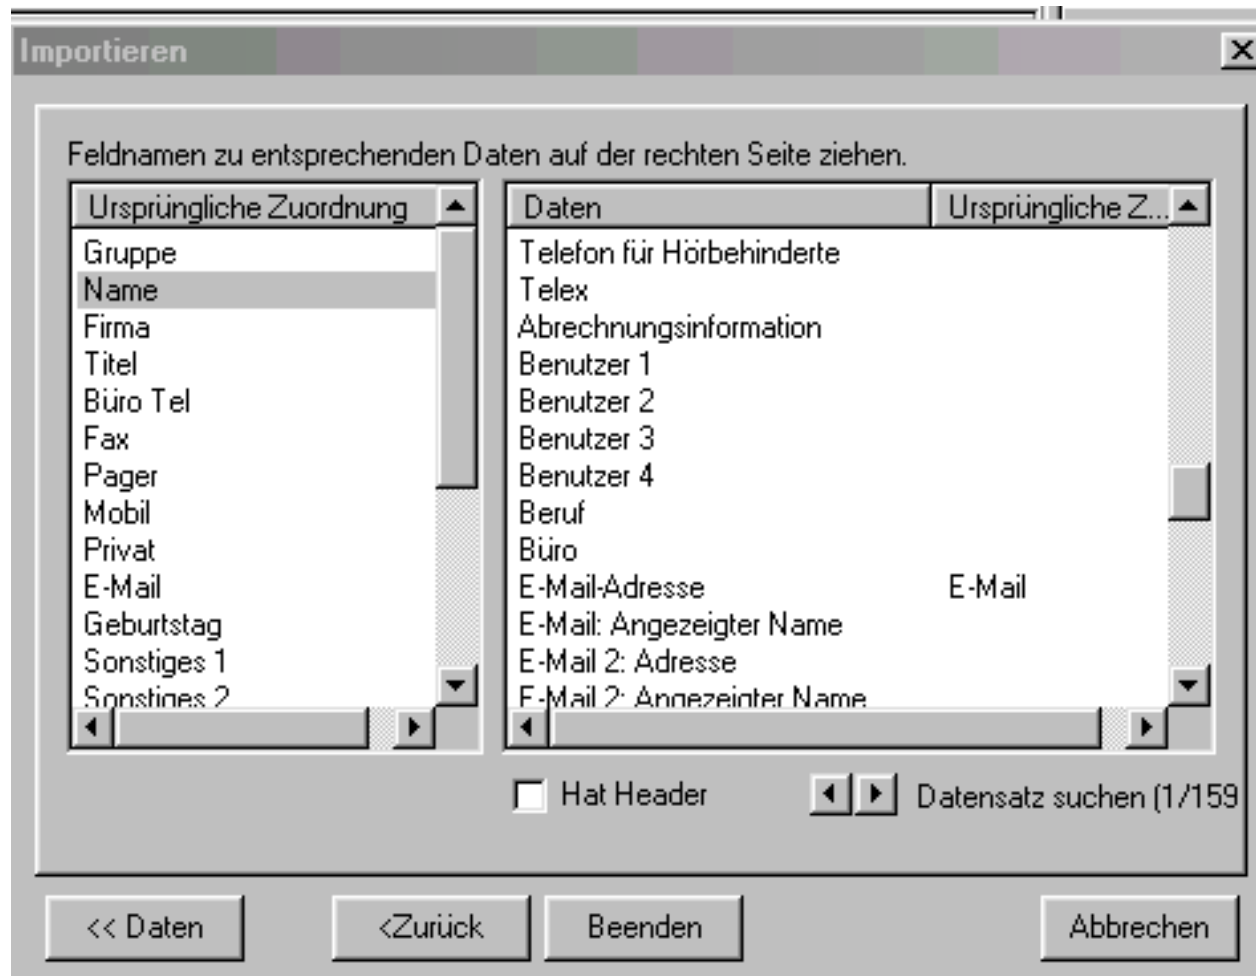 Importieren
Feldnamen zu entsprechenden Daten auf der rechten Seite ziehen.
Ursprüngliche Zuordnung
Gruppe
Name
Firma
Titel
Büro Tel
Fax
Pager
Mobil
Privat
E-Mail
Geburtstag
Sonstiges 1
Sonstiges 2
Daten Ursprüngliche Z...
Telefon für Hörbehinderte
Telex
Abrechnungsinformation
Benutzer 1
Benutzer 2
Benutzer 3
Benutzer 4
Beruf
Büro
E-Mail-Adresse E-Mail
E-Mail: Angezeigter Name
E-Mail 2: Adresse
E-Mail 2: Angezeigter Name
Hat Header
Datensatz suchen (1/159
<< Daten
<Zurück
Beenden
Abbrechen